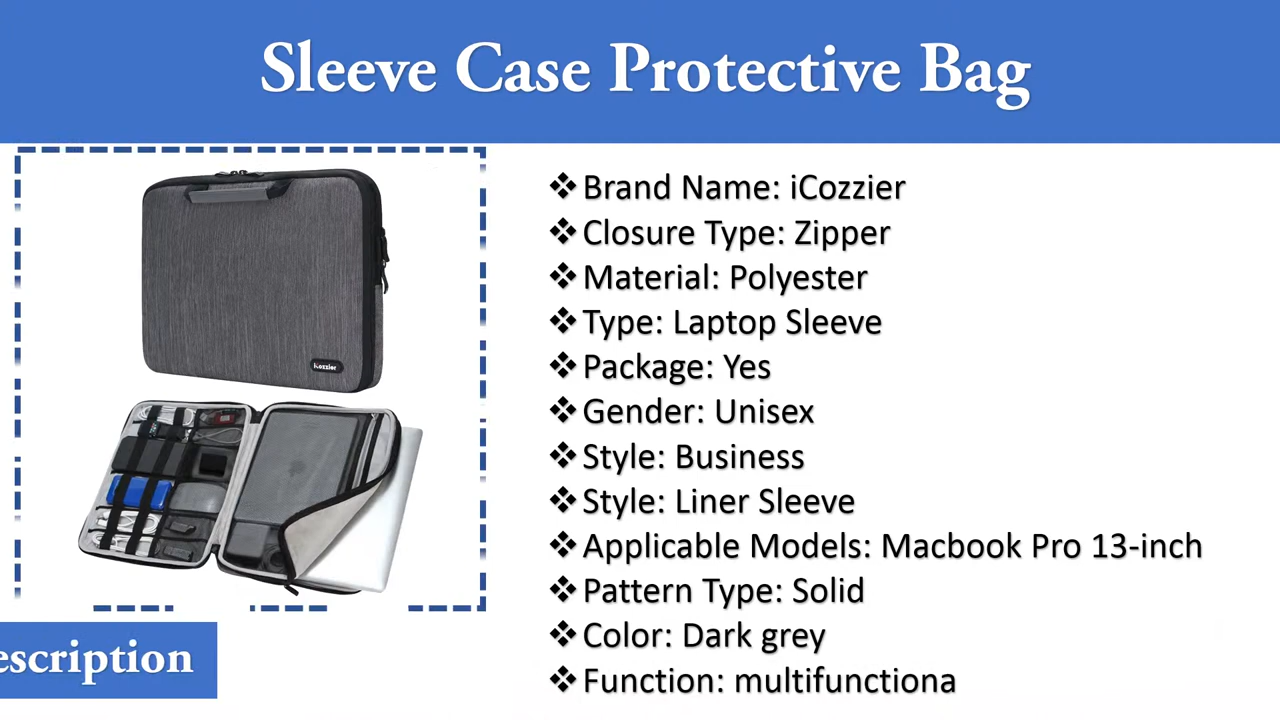 Sleeve Case Protective Bag
iCozzier
❖Brand Name: iCozzier
❖Closure Type: Zipper
❖Material: Polyester
❖Type: Laptop Sleeve
❖Package: Yes
❖Gender: Unisex
❖Style: Business
❖Style: Liner Sleeve
❖Applicable Models: Macbook Pro 13-inch
❖Pattern Type: Solid
❖Color: Dark grey
❖Function: multifunctiona
escription